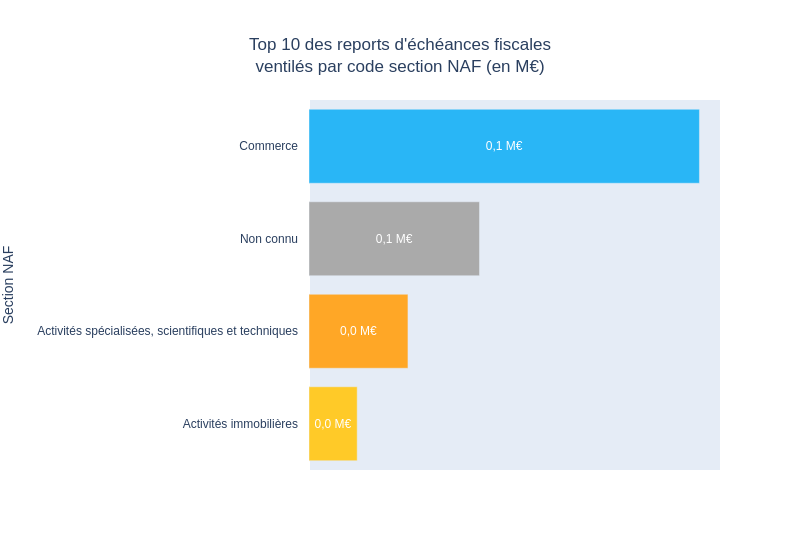 Top 10 des reports d'échéances fiscales
ventilés par code section NAF (en M€)
Section NAF
Commerce
0,1 M€
Non connu
0,1 M€
Activités spécialisées, scientifiques et techniques
0,0 M€
Activités immobilières
0,0 M€